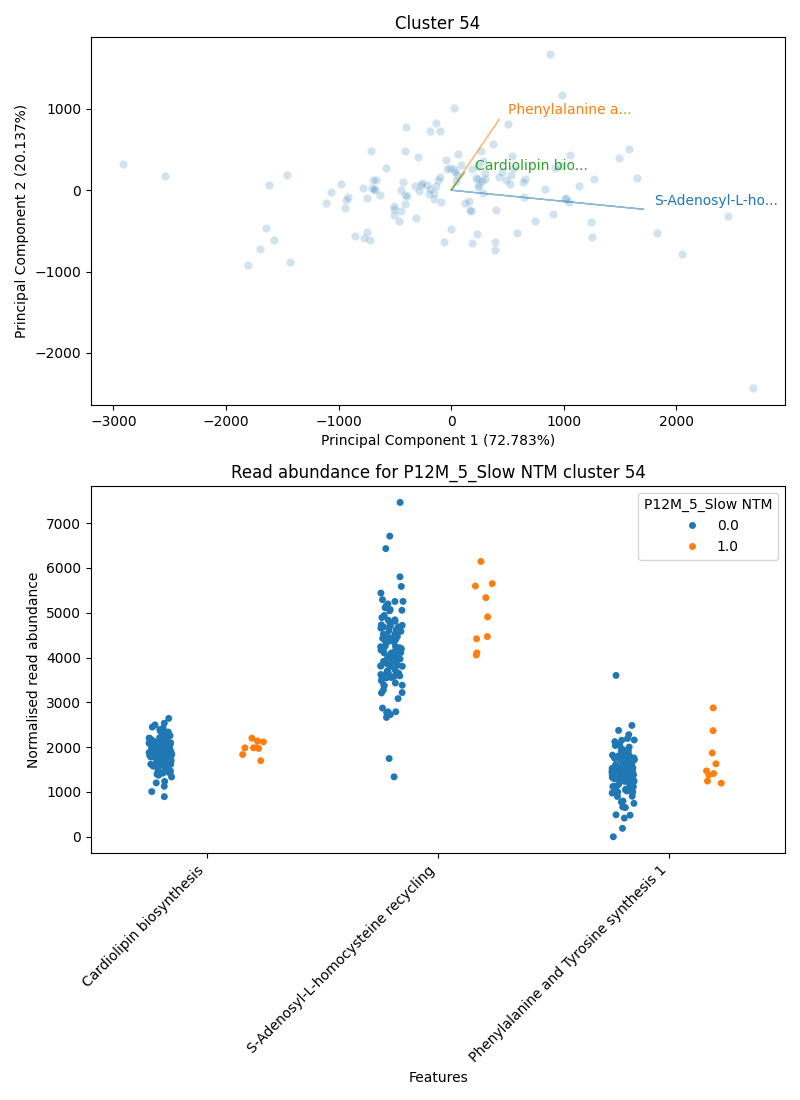 Cluster 54
Principal Component 2 (20.137%)
1000
0
−1000
−2000
Phenylalanine a...
Cardiolipin bio...
S-Adenosyl-L-ho...
−3000
−2000
−1000
0
1000
2000
Principal Component 1 (72.783%)
Read abundance for P12M_5_Slow NTM cluster 54
Normalised read abundance
7000
6000
5000
4000
3000
2000
1000
0
P12M_5_Slow NTM
0.0
1.0
Cardiolipin biosynthesis
S-Adenosyl-L-homocysteine recycling
Phenylalanine and Tyrosine synthesis 1
Features